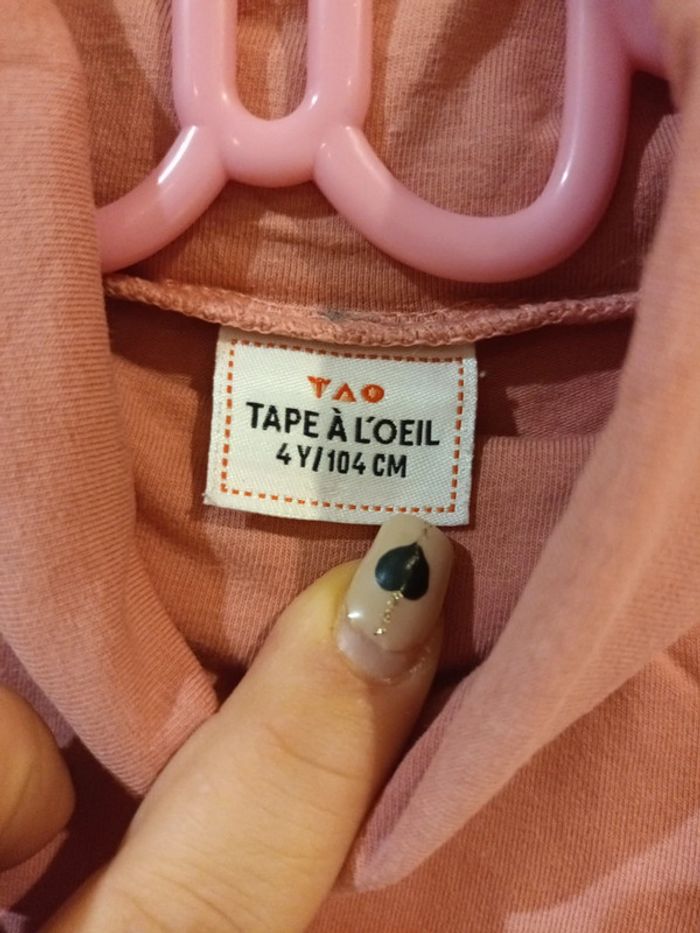 TAO
TAPE À L'OEIL
4 Y/104 CM